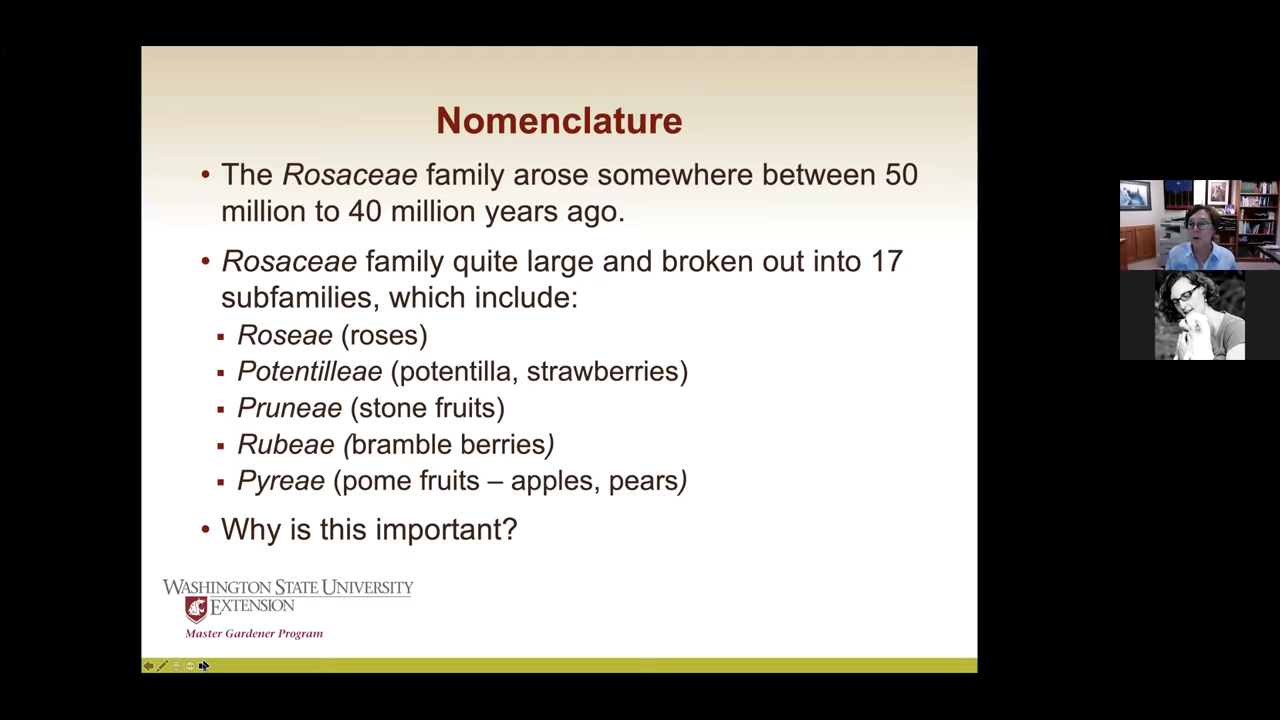 Nomenclature
• The Rosaceae family arose somewhere between 50
million to 40 million years ago.
• Rosaceae family quite large and broken out into 17
subfamilies, which include:
▪ Roseae (roses)
▪ Potentilleae (potentilla, strawberries)
▪ Pruneae (stone fruits)
▪ Rubeae (bramble berries)
▪ Pyreae (pome fruits – apples, pears)
• Why is this important?
WASHINGTON STATE UNIVERSITY
EXTENSION
Master Gardener Program